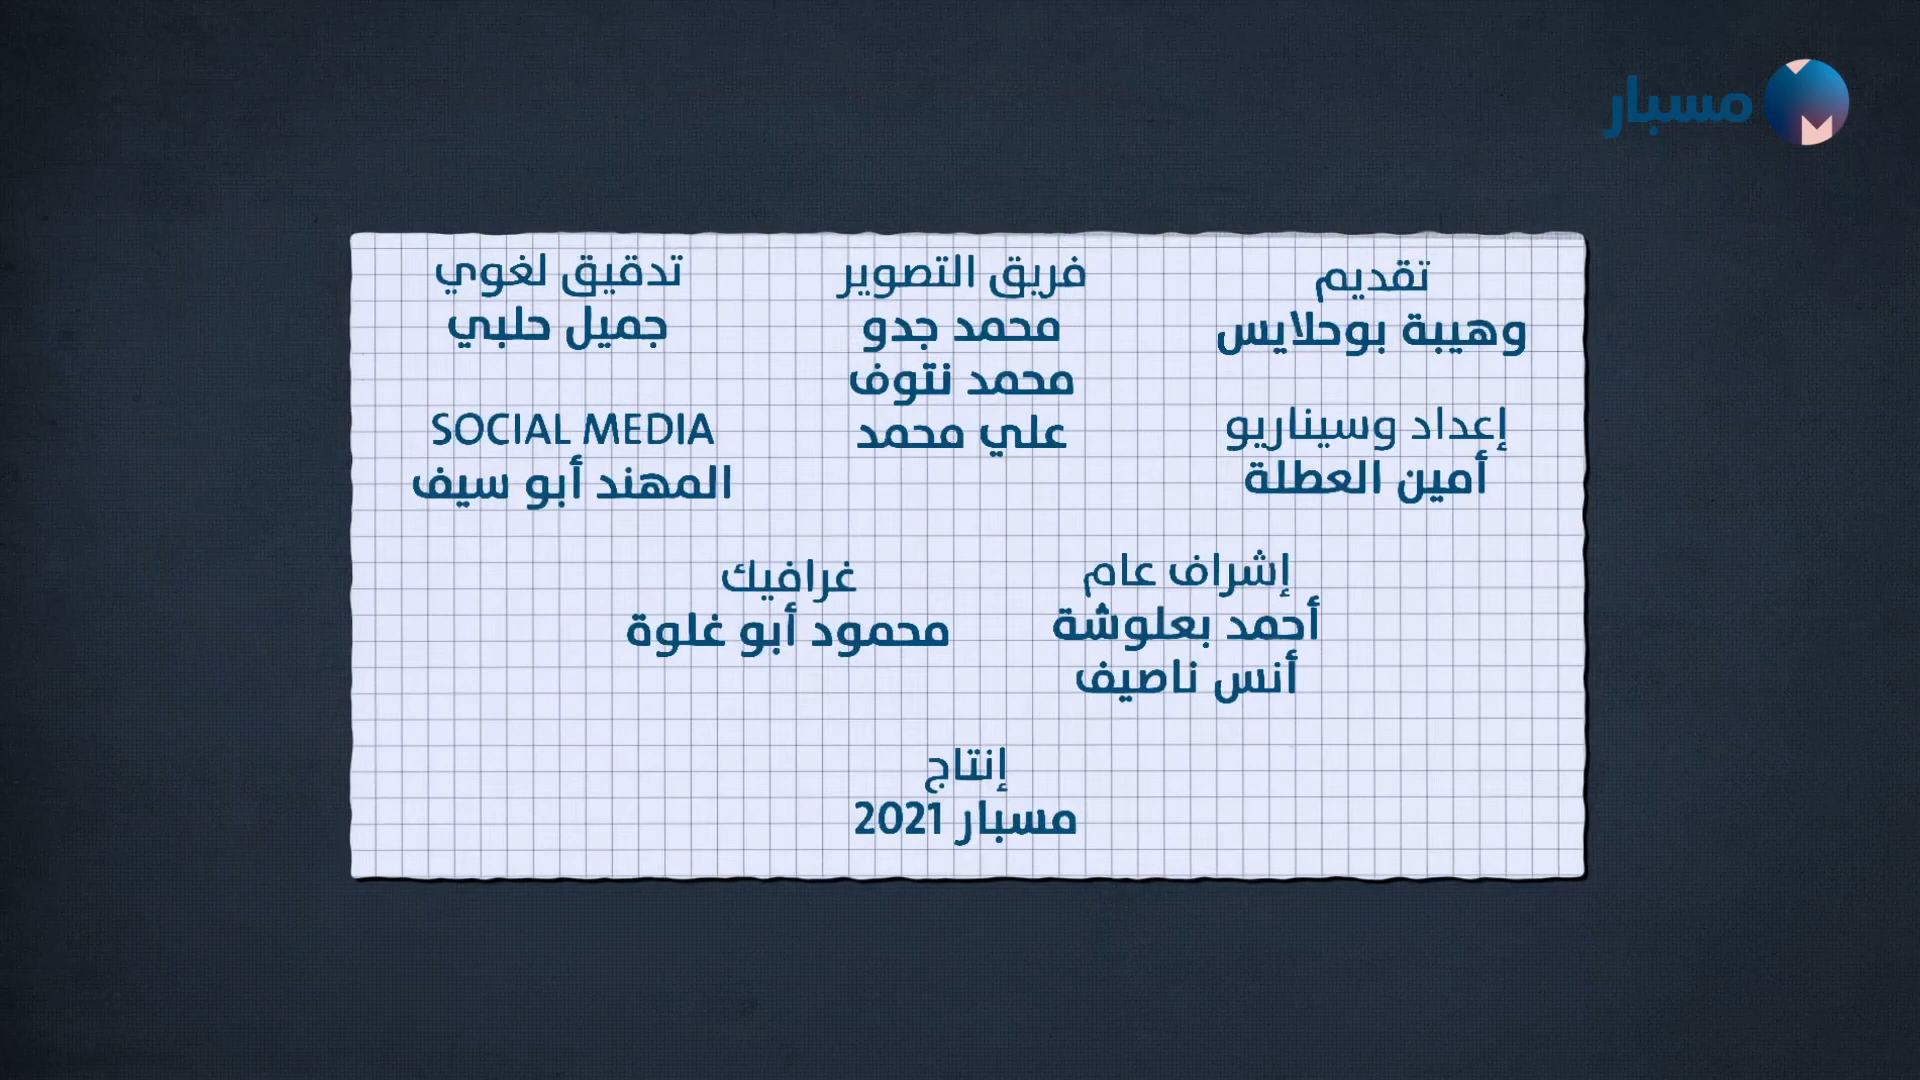 مسبار
تقديم
وهيبة بوحلايس
إعداد وسيناريو
أمين العطلة
فريق التصوير
محمد جدو
محمد نتوف
علي محمد
تدقيق لغوي
جميل حلبي
SOCIAL MEDIA
المهند أبو سيف
إشراف عام
أحمد بعلوشة
أنس ناصيف
غرافيك
محمود أبو غلوة
إنتاج
مسبار 2021